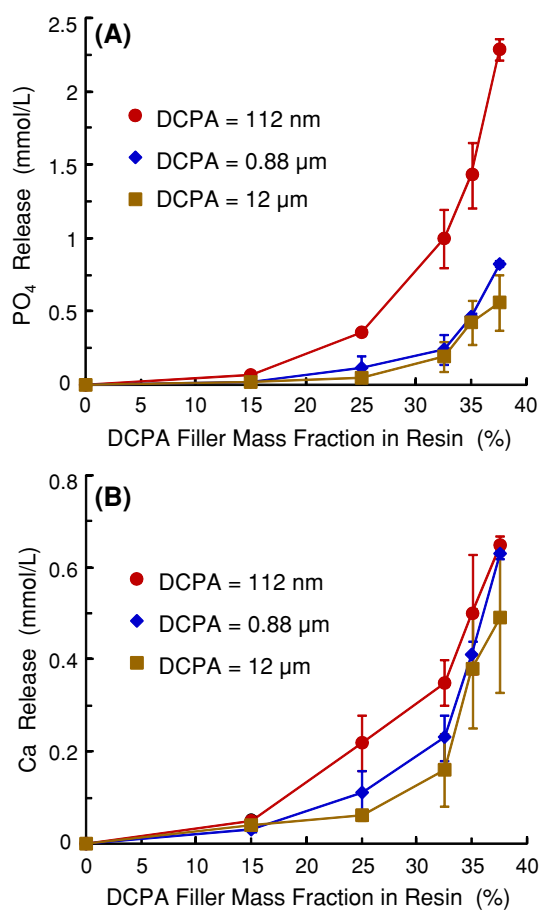 (A)
2.5
2
1.5
1
0.5
0
PO₄ Release (mmol/L)
DCPA = 112 nm
DCPA = 0.88 µm
DCPA = 12 µm
0 5 10 15 20 25 30 35 40
DCPA Filler Mass Fraction in Resin (%)
(B)
0.8
0.6
0.4
0.2
0
Ca Release (mmol/L)
DCPA = 112 nm
DCPA = 0.88 µm
DCPA = 12 µm
0 5 10 15 20 25 30 35 40
DCPA Filler Mass Fraction in Resin (%)